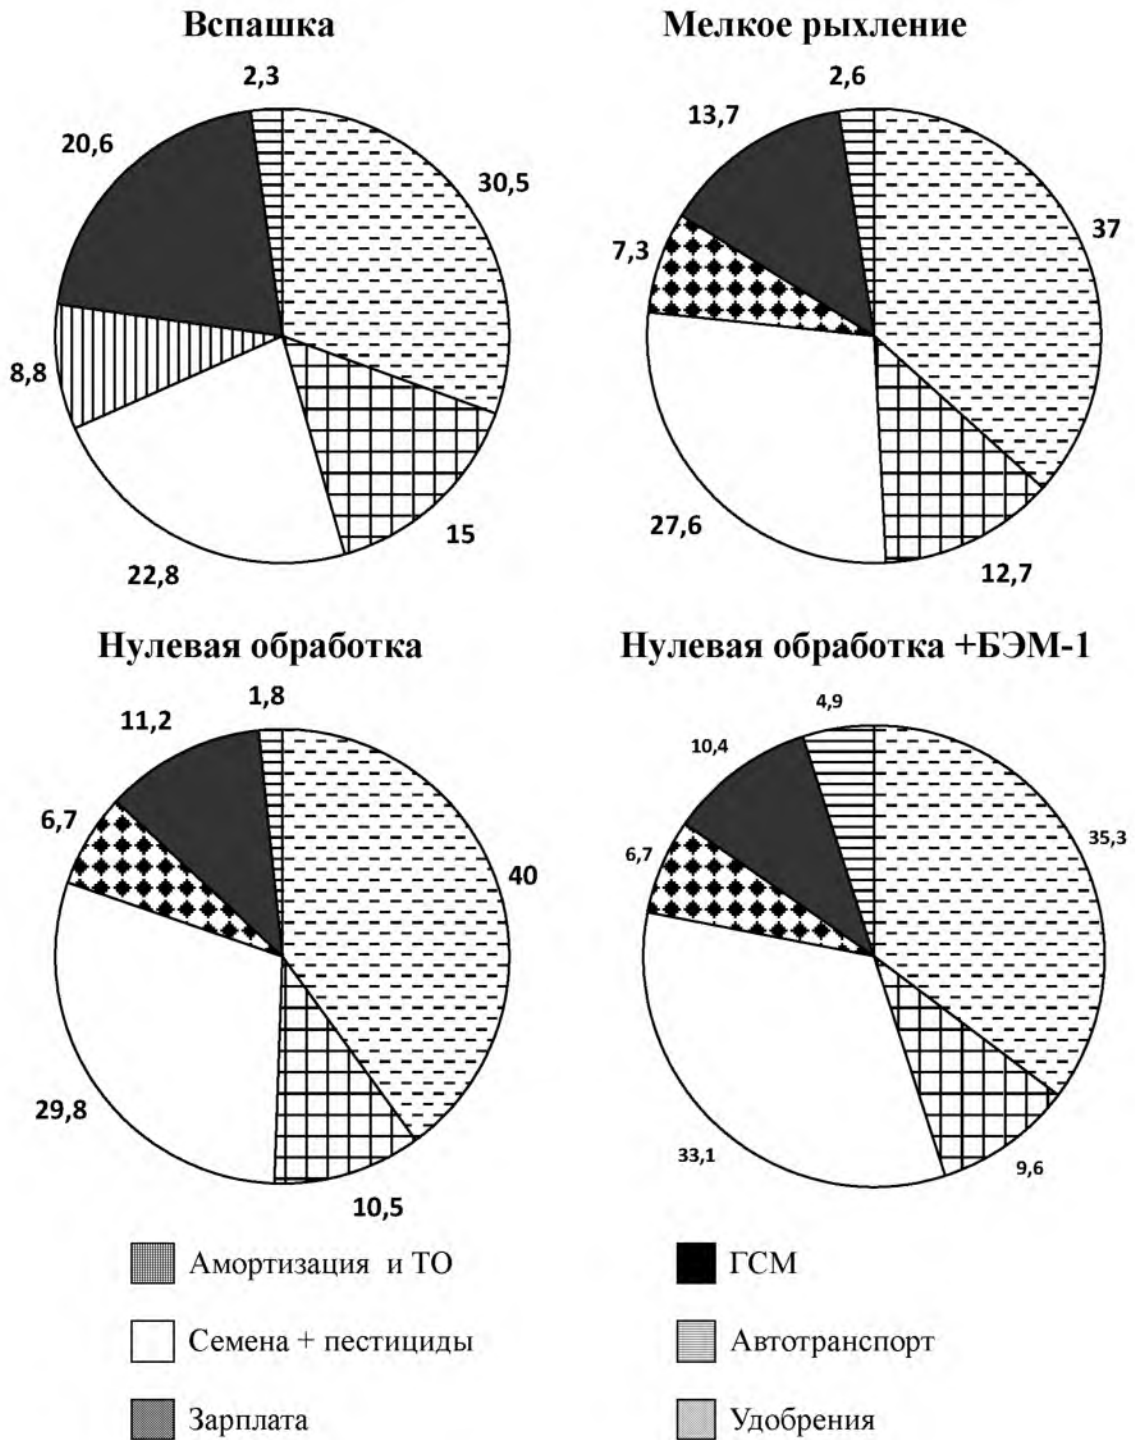 Вспашка
2,3
20,6
30,5
8,8
15
22,8
Мелкое рыхление
2,6
13,7
37
7,3
27,6
12,7
Нулевая обработка
1,8
11,2
6,7
40
29,8
10,5
Нулевая обработка +БЭМ-1
4,9
10,4
35,3
6,7
33,1
9,6
Амортизация и ТО
Семена + пестициды
Зарплата
ГСМ
Автотранспорт
Удобрения